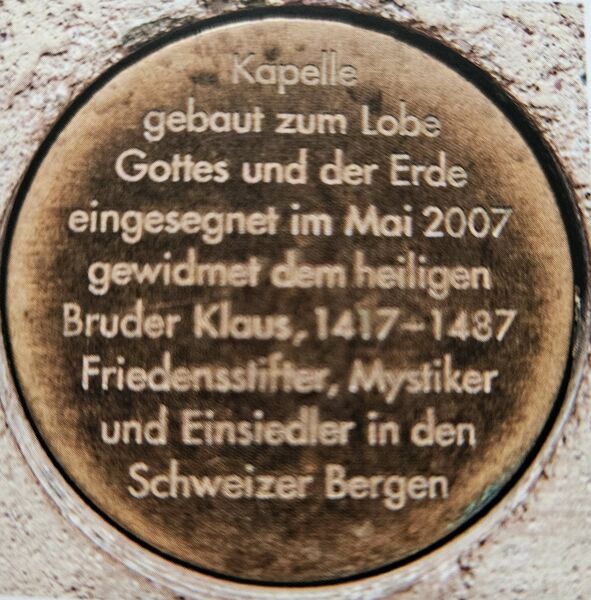 Kapelle
gebaut zum Lobe
Gottes und der Erde
eingesegnet im Mai 2007
gewidmet dem heiligen
Bruder Klaus, 1417–1487
Friedensstifter, Mystiker
und Einsiedler in den
Schweizer Bergen